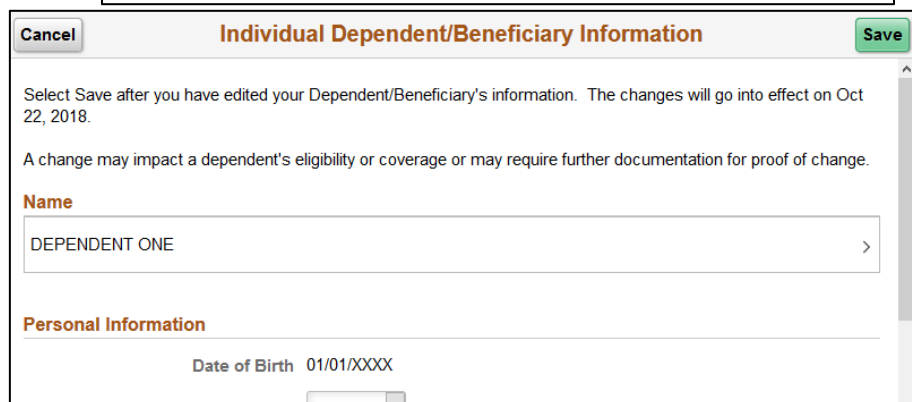 Cancel
Individual Dependent/Beneficiary Information
Save
Select Save after you have edited your Dependent/Beneficiary's information.  The changes will go into effect on Oct
22, 2018.
A change may impact a dependent's eligibility or coverage or may require further documentation for proof of change.
Name
DEPENDENT ONE
Personal Information
Date of Birth 01/01/XXXX